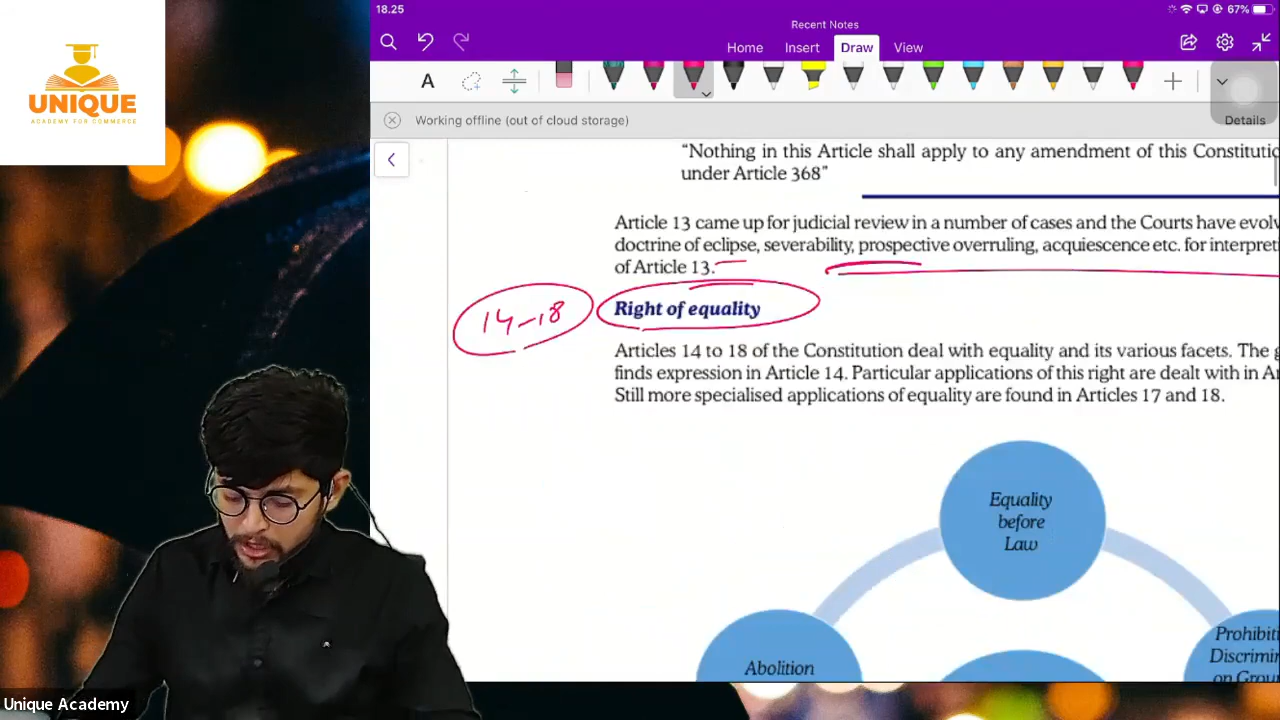 18.25
67%
Recent Notes
Home Insert Draw View
A
Working offline (out of cloud storage)
Details
UNIQUE
ACADEMY FOR COMMERCE
“Nothing in this Article shall apply to any amendment of this
under Article 368”
Article 13 came up for judicial review in a number of cases and the Courts have
doctrine of eclipse, severability, prospective overruling, acquiescence etc. for
of Article 13.
14-18
Right of equality
Articles 14 to 18 of the Constitution deal with equality and its various facets. The
finds expression in Article 14. Particular applications of this right are dealt with in
Still more specialised applications of equality are found in Articles 17 and 18.
Equality
before
Law
Abolition
Unique Academy